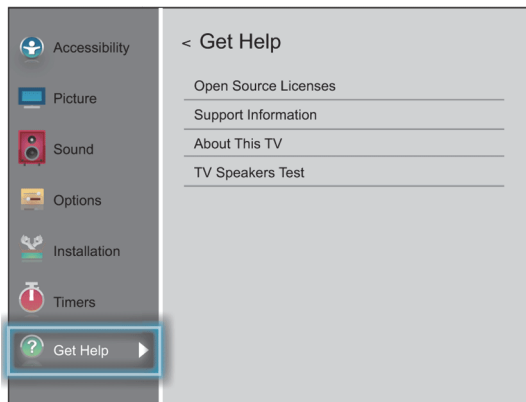 Accessibility
Picture
Sound
Options
Installation
Timers
? Get Help
< Get Help
Open Source Licenses
Support Information
About This TV
TV Speakers Test